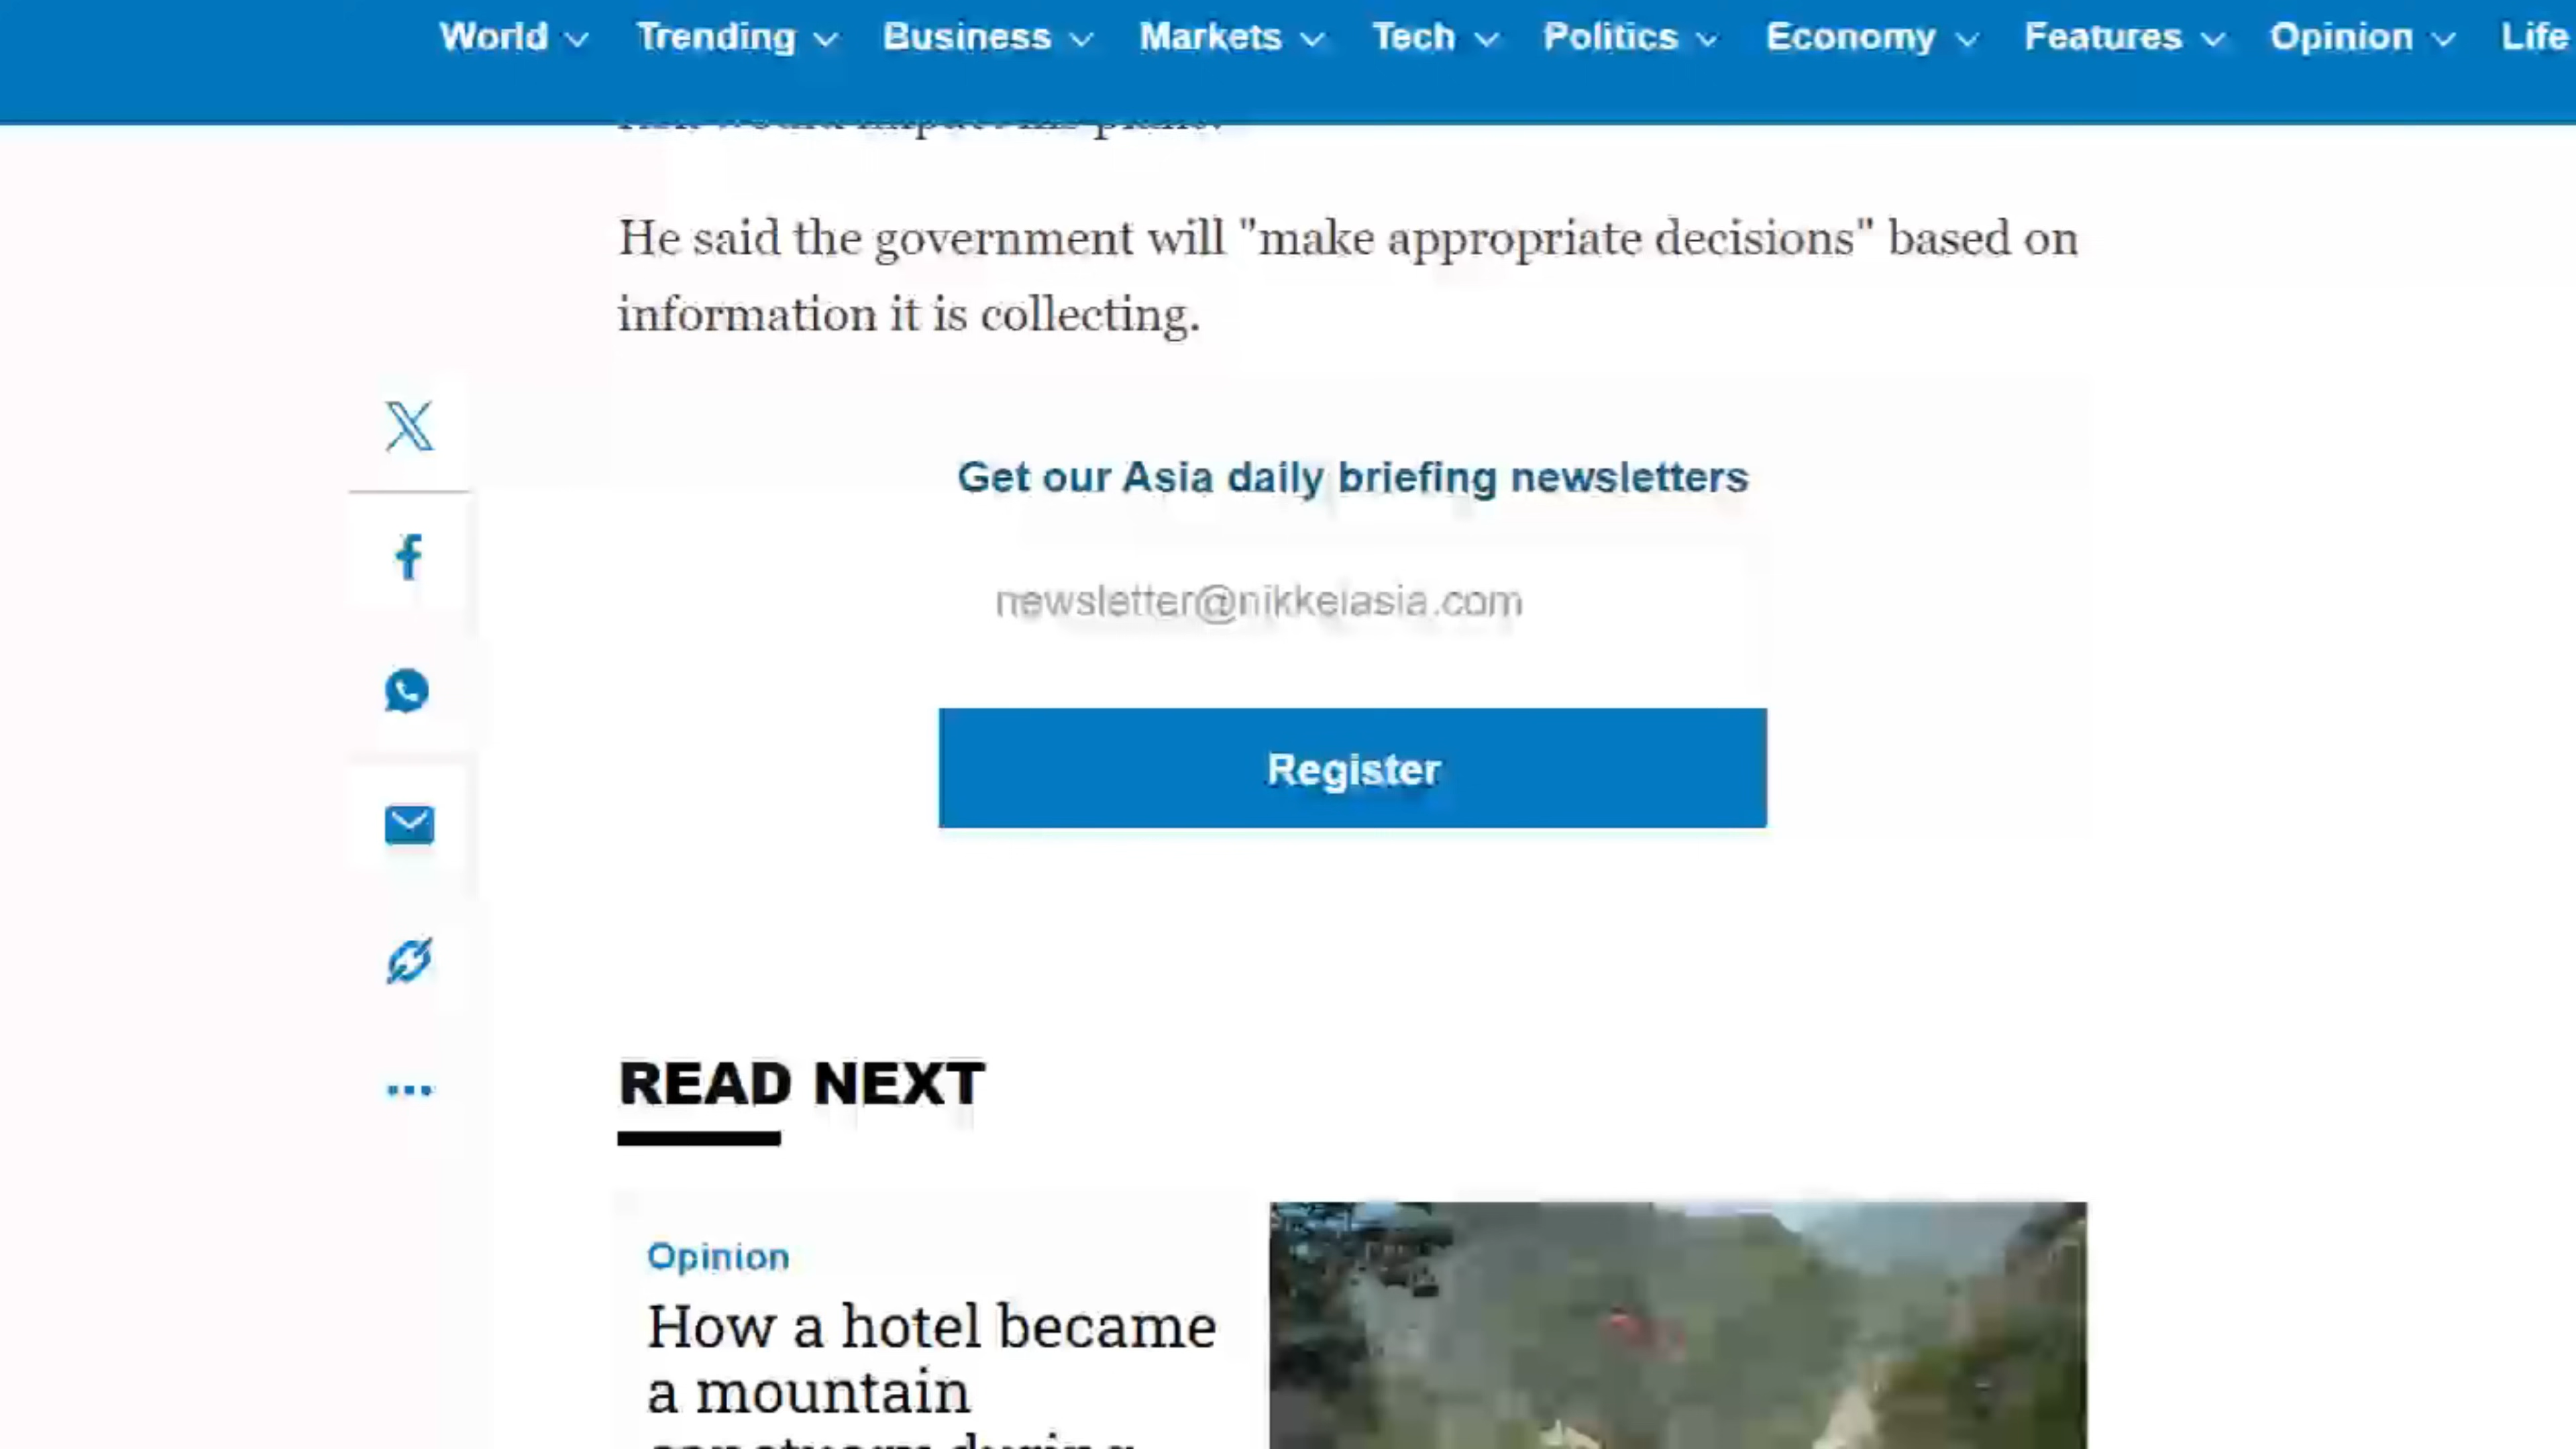 World Trending Business Markets Tech Politics Economy Features Opinion Life
He said the government will "make appropriate decisions" based on
information it is collecting.
Get our Asia daily briefing newsletters
newsletter@nikkeiasia.com
Register
READ NEXT
Opinion
How a hotel became
a mountain